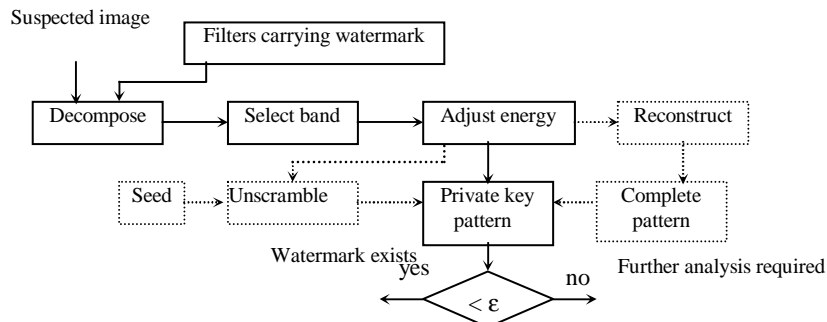 Suspected image
Filters carrying watermark
Decompose
Select band
Adjust energy
Reconstruct
Seed
Unscramble
Private key
pattern
Complete
pattern
Watermark exists
yes
no
Further analysis required
< ε